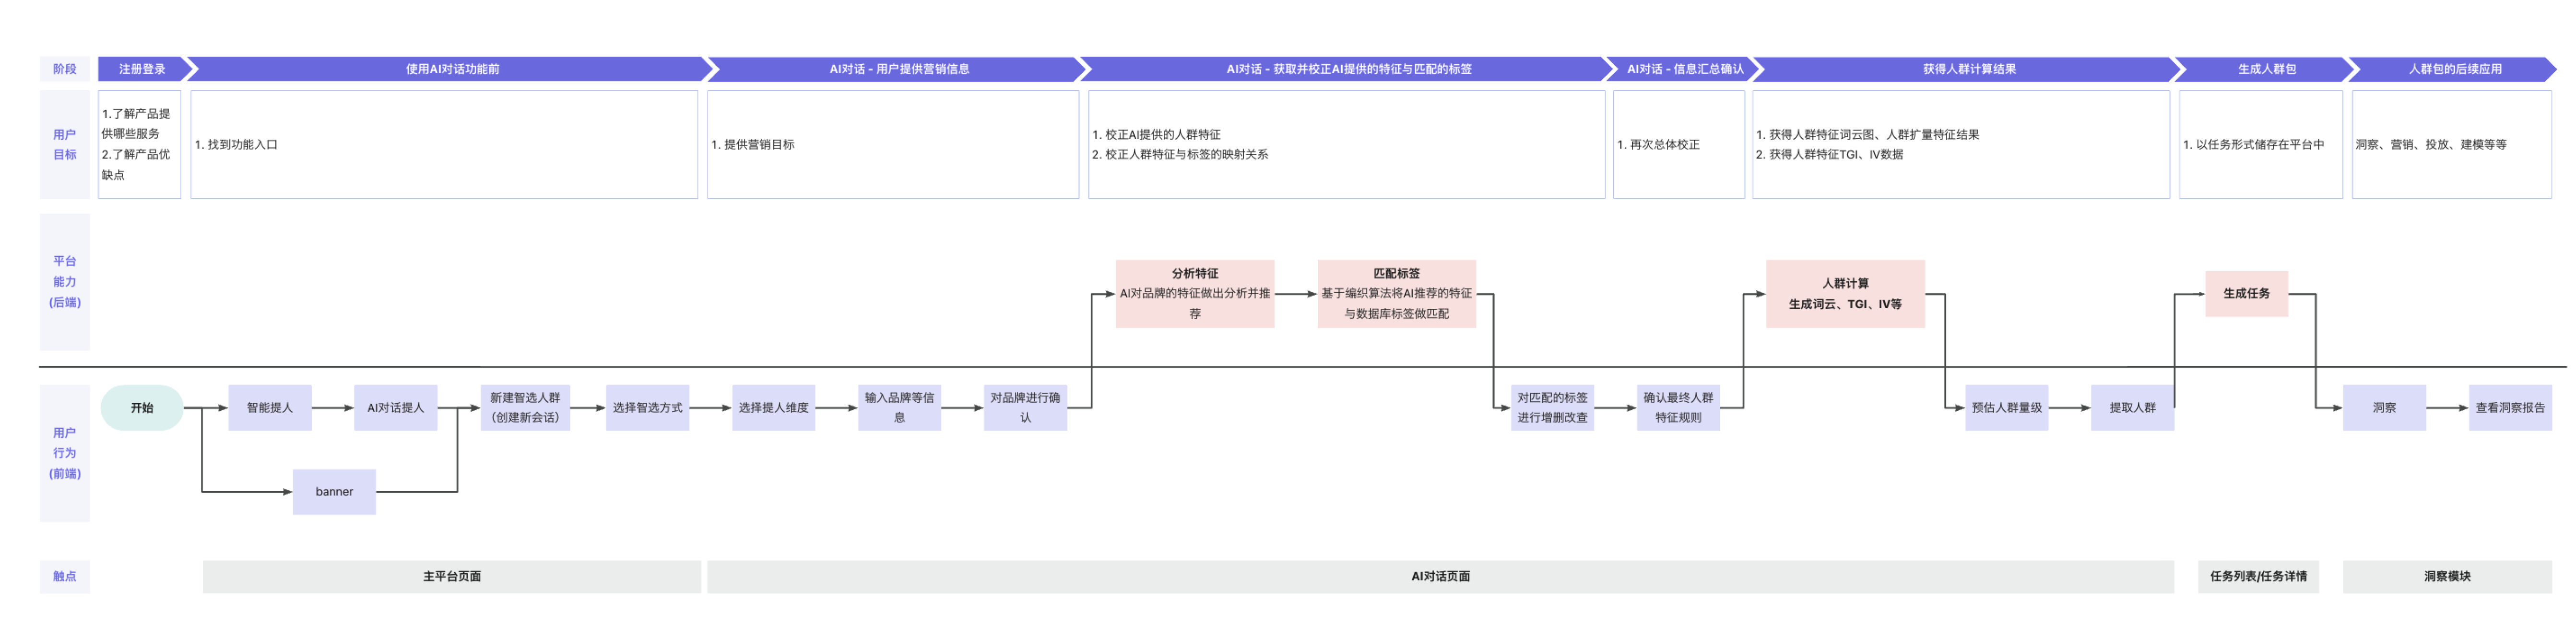 阶段
注册登录
使用AI对话功能前
AI对话 - 用户提供营销信息
AI对话 - 获取并校正AI提供的特征与匹配的标签
AI对话 - 信息汇总确认
获得人群计算结果
生成人群包
人群包的后续应用
用户
目标
1.了解产品提
供哪些服务
2.了解产品优
缺点
1. 找到功能入口
1. 提供营销目标
1. 校正AI提供的人群特征
2. 校正人群特征与标签的映射关系
1. 再次总体校正
1. 获得人群特征词云图、人群扩量特征结果
2. 获得人群特征TGI、IV数据
1. 以任务形式储存在平台中
洞察、营销、投放、建模等等
平台
能力
(后端)
分析特征
AI对品牌的特征做出分析并推
荐
匹配标签
基于编织算法将AI推荐的特征
与数据库标签做匹配
人群计算
生成词云、TGI、IV等
生成任务
用户
行为
(前端)
开始
智能提人
AI对话提人
banner
新建智选人群
（创建新会话）
选择智选方式
选择提人维度
输入品牌等信
息
对品牌进行确
认
对匹配的标签
进行增删改查
确认最终人群
特征规则
预估人群量级
提取人群
洞察
查看洞察报告
触点
主平台页面
AI对话页面
任务列表/任务详情
洞察模块